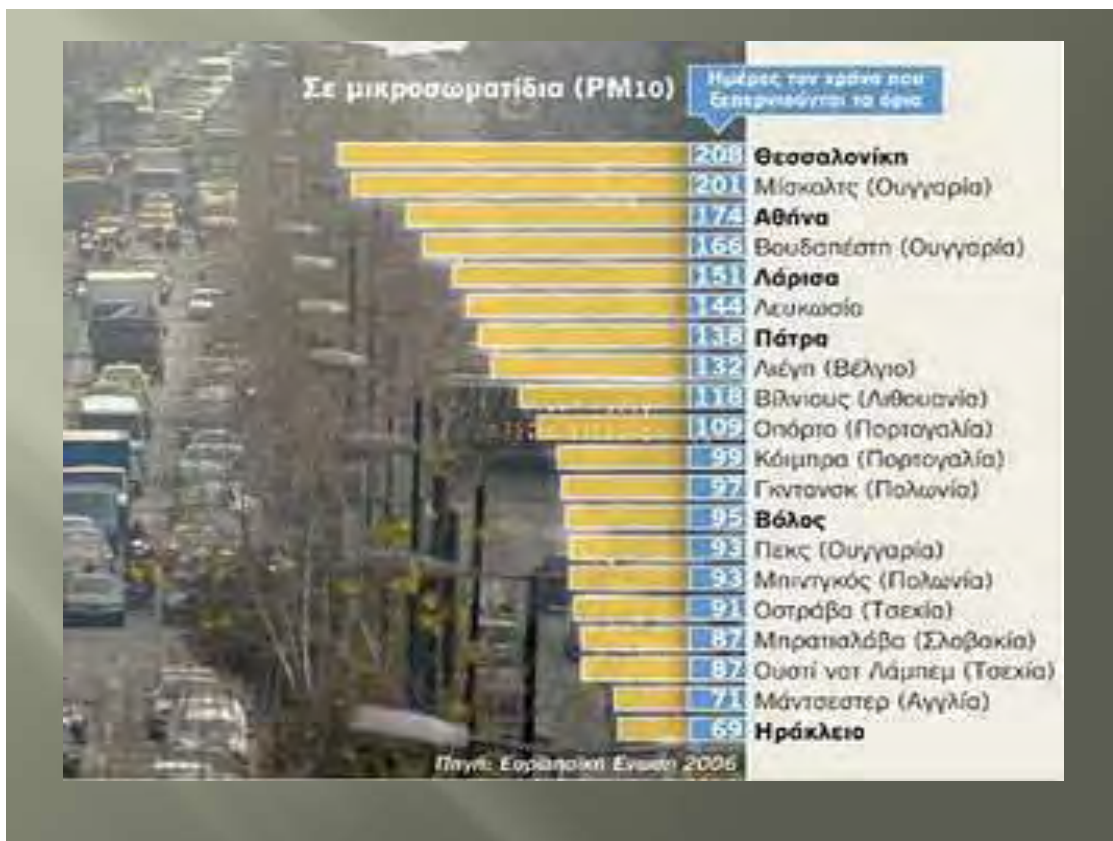 Σε μικροσωματίδια (PM10)
Ημέρες τον χρόνο που
ξεπερνιούνται τα όρια
208 Θεσσαλονίκη
201 Μίσκολτς (Ουγγαρία)
174 Αθήνα
166 Βουδαπέστη (Ουγγαρία)
151 Λάρισα
144 Λευκωσία
138 Πάτρα
132 Λιέγη (Βέλγιο)
118 Βίλνιους (Λιθουανία)
109 Οπόρτο (Πορτογαλία)
99 Κόιμπρα (Πορτογαλία)
97 Γκντανσκ (Πολωνία)
95 Βόλος
93 Πεκς (Ουγγαρία)
93 Μπιντγκός (Πολωνία)
91 Οστράβα (Τσεχία)
87 Μπρατισλάβα (Σλοβακία)
87 Ουστί νατ Λάμπεμ (Τσεχία)
71 Μάντσεστερ (Αγγλία)
69 Ηράκλειο
Πηγή: Ευρωπαϊκή Ενωση 2006